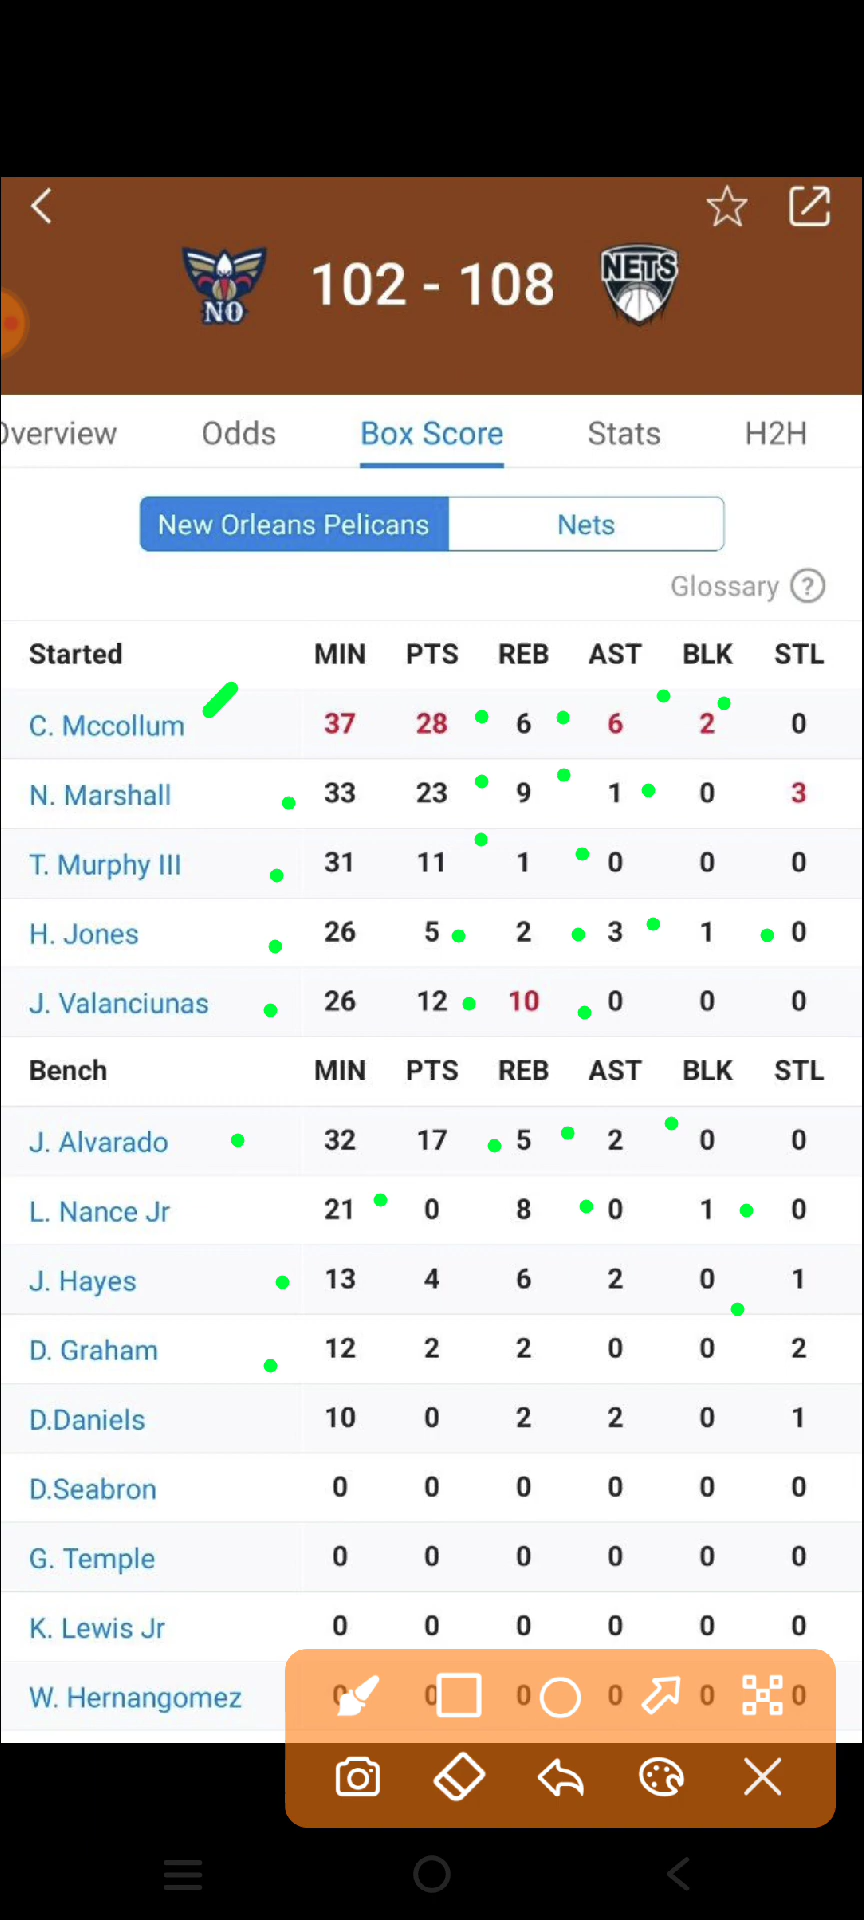 NO 102 - 108 NETS
Overview Odds Box Score Stats H2H
New Orleans Pelicans Nets
Glossary ?
Started MIN PTS REB AST BLK STL
C. Mccollum 37 28 6 6 2 0
N. Marshall 33 23 9 1 0 3
T. Murphy III 31 11 1 0 0 0
H. Jones 26 5 2 3 1 0
J. Valanciunas 26 12 10 0 0 0
Bench MIN PTS REB AST BLK STL
J. Alvarado 32 17 5 2 0 0
L. Nance Jr 21 0 8 0 1 0
J. Hayes 13 4 6 2 0 1
D. Graham 12 2 2 0 0 2
D.Daniels 10 0 2 2 0 1
D.Seabron 0 0 0 0 0 0
G. Temple 0 0 0 0 0 0
K. Lewis Jr 0 0 0 0 0 0
W. Hernangomez 0 0 0 0 0 0